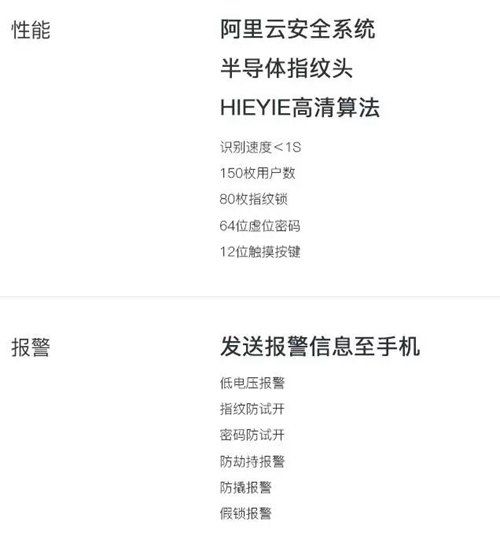 性能
阿里云安全系统
半导体指纹头
HIEYIE高清算法
识别速度＜1S
150枚用户数
80枚指纹锁
64位虚位密码
12位触摸按键
报警
发送报警信息至手机
低电压报警
指纹防试开
密码防试开
防劫持报警
防撬报警
假锁报警